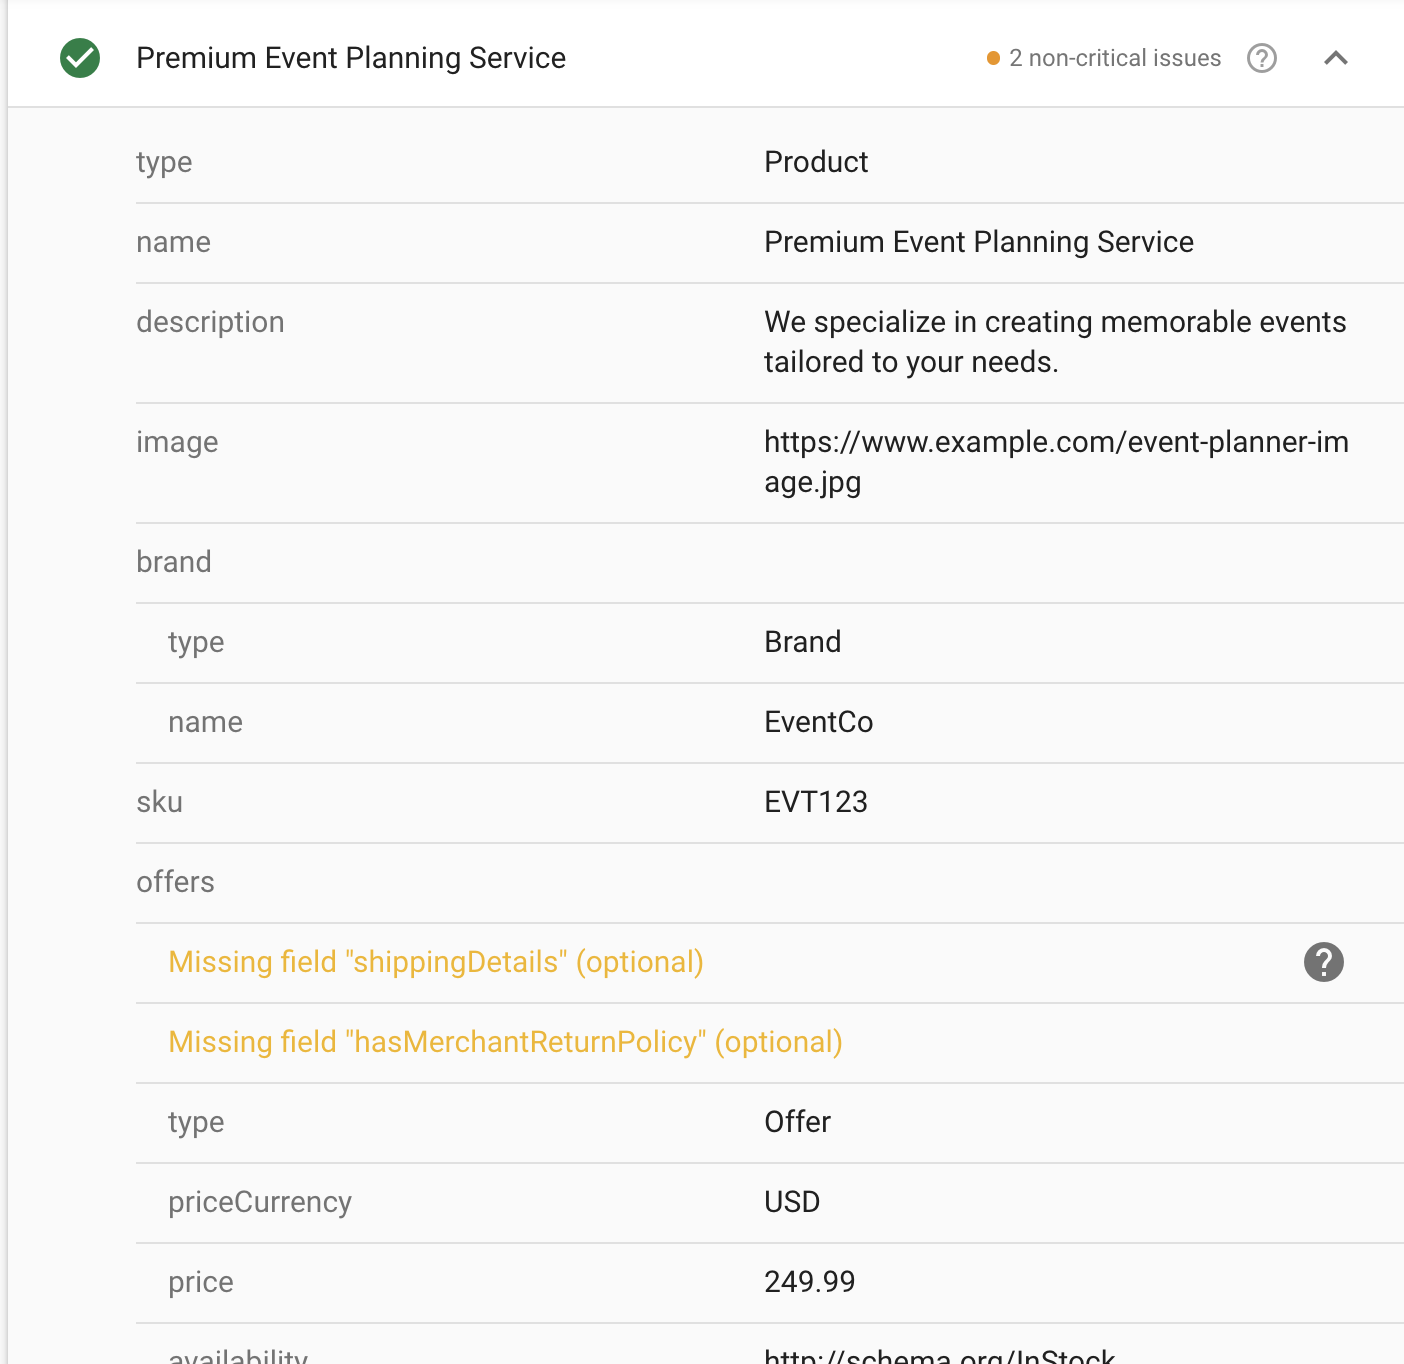 Premium Event Planning Service
2 non-critical issues
type
Product
name
Premium Event Planning Service
description
We specialize in creating memorable events
tailored to your needs.
image
https://www.example.com/event-planner-im
age.jpg
brand
type
Brand
name
EventCo
sku
EVT123
offers
Missing field "shippingDetails" (optional)
Missing field "hasMerchantReturnPolicy" (optional)
type
Offer
priceCurrency
USD
price
249.99
availability
http://schema.org/InStock